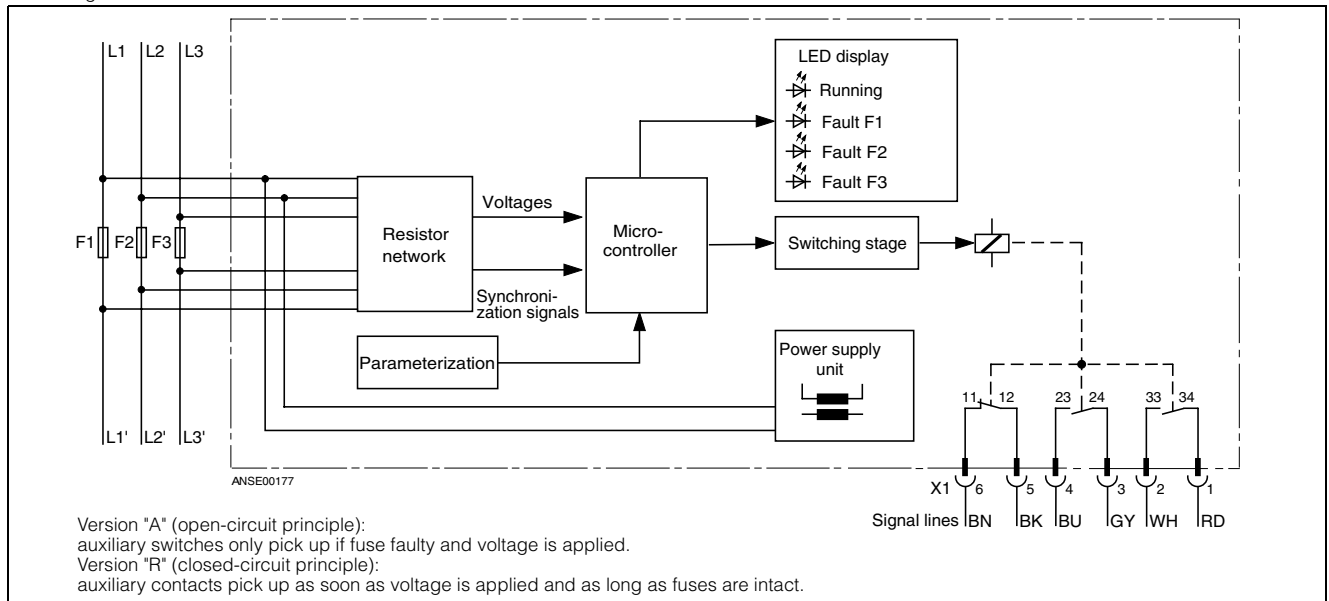 L1 L2 L3
LED display
Running
Fault F1
Fault F2
Fault F3
F1 F2 F3
Resistor
network
Voltages
Synchroni-
zation signals
Micro-
controller
Switching stage
Parameterization
Power supply
unit
L1' L2' L3'
11 12 23 24 33 34
X1 6 5 4 3 2 1
Signal lines BN BK BU GY WH RD
ANSE00177
Version "A" (open-circuit principle):
auxiliary switches only pick up if fuse faulty and voltage is applied.
Version "R" (closed-circuit principle):
auxiliary contacts pick up as soon as voltage is applied and as long as fuses are intact.